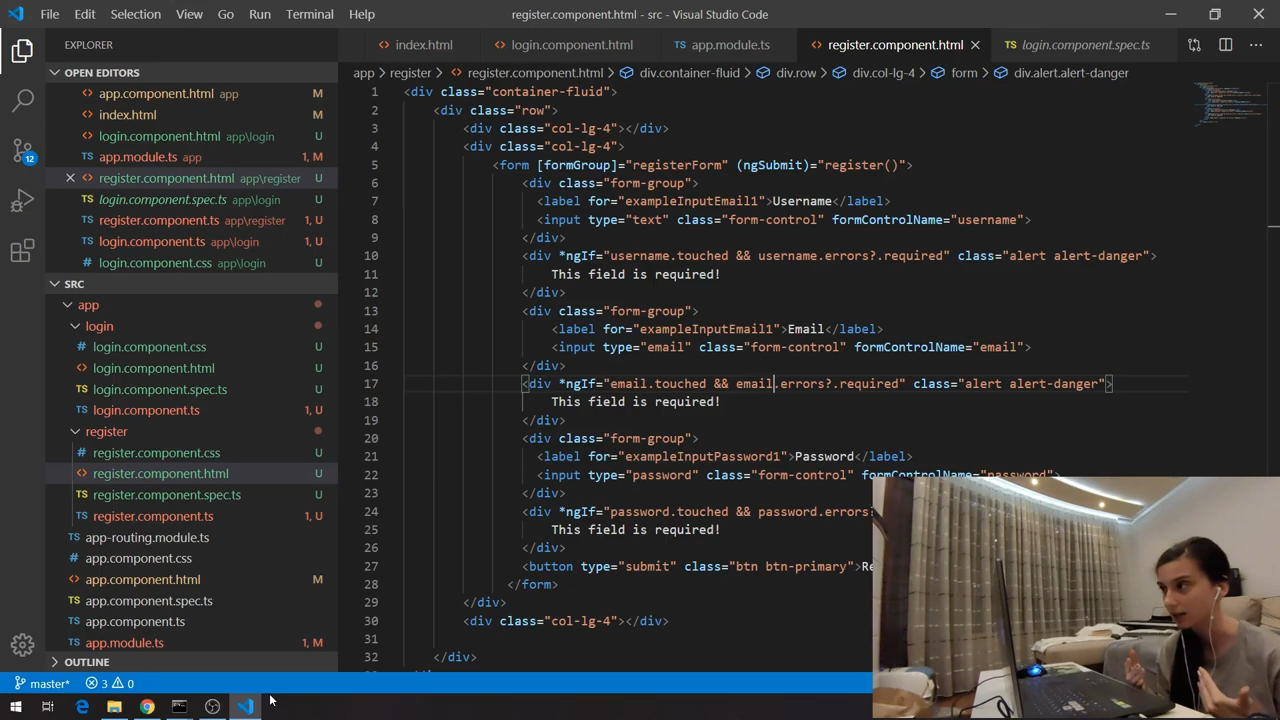 File Edit Selection View Go Run Terminal Help
register.component.html - src - Visual Studio Code
EXPLORER
OPEN EDITORS
app.component.html app M
index.html M
login.component.html app\login U
app.module.ts app 1, M
register.component.html app\register U
login.component.spec.ts app\login U
register.component.ts app\register 1, U
login.component.ts app\login 1, U
login.component.css app\login U
SRC
app
login
login.component.css U
login.component.html U
login.component.spec.ts U
login.component.ts 1, U
register
register.component.css U
register.component.html U
register.component.spec.ts U
register.component.ts 1, U
app-routing.module.ts
app.component.css
app.component.html M
app.component.spec.ts
app.component.ts
app.module.ts 1, M
OUTLINE
12
index.html login.component.html app.module.ts register.component.html login.component.spec.ts
app register register.component.html div.container-fluid div.row div.col-lg-4 form div.alert.alert-danger
1 <div class="container-fluid">
2 <div class="row">
3 <div class="col-lg-4"></div>
4 <div class="col-lg-4">
5 <form [formGroup]="registerForm" (ngSubmit)="register()">
6 <div class="form-group">
7 <label for="exampleInputEmail1">Username</label>
8 <input type="text" class="form-control" formControlName="username">
9 </div>
10 <div *ngIf="username.touched && username.errors?.required" class="alert alert-danger">
11 This field is required!
12 </div>
13 <div class="form-group">
14 <label for="exampleInputEmail1">Email</label>
15 <input type="email" class="form-control" formControlName="email">
16 </div>
17 <div *ngIf="email.touched && email.errors?.required" class="alert alert-danger">
18 This field is required!
19 </div>
20 <div class="form-group">
21 <label for="exampleInputPassword1">Password</label>
22 <input type="password" class="form-control" formControlName="password">
23 </div>
24 <div *ngIf="password.touched && password.errors?
25 This field is required!
26 </div>
27 <button type="submit" class="btn btn-primary">Re
28 </form>
29 </div>
30 <div class="col-lg-4"></div>
31
32 </div>
master* 3 0